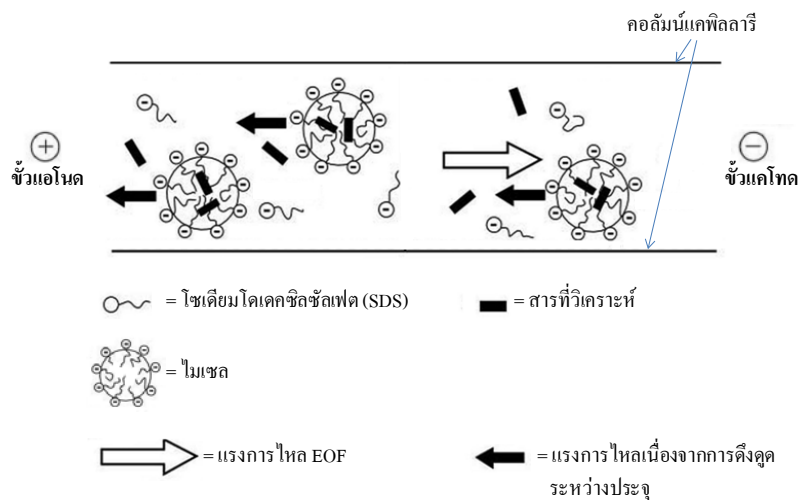 คอลัมน์แคพิลลารี
+
ขั้วแอโนด
−
ขั้วแคโทด
= โซเดียมโดเดคซิลซัลเฟต (SDS)
= สารที่วิเคราะห์
= ไมเซล
= แรงการไหล EOF
= แรงการไหลเนื่องจากการดึงดูด
ระหว่างประจุ